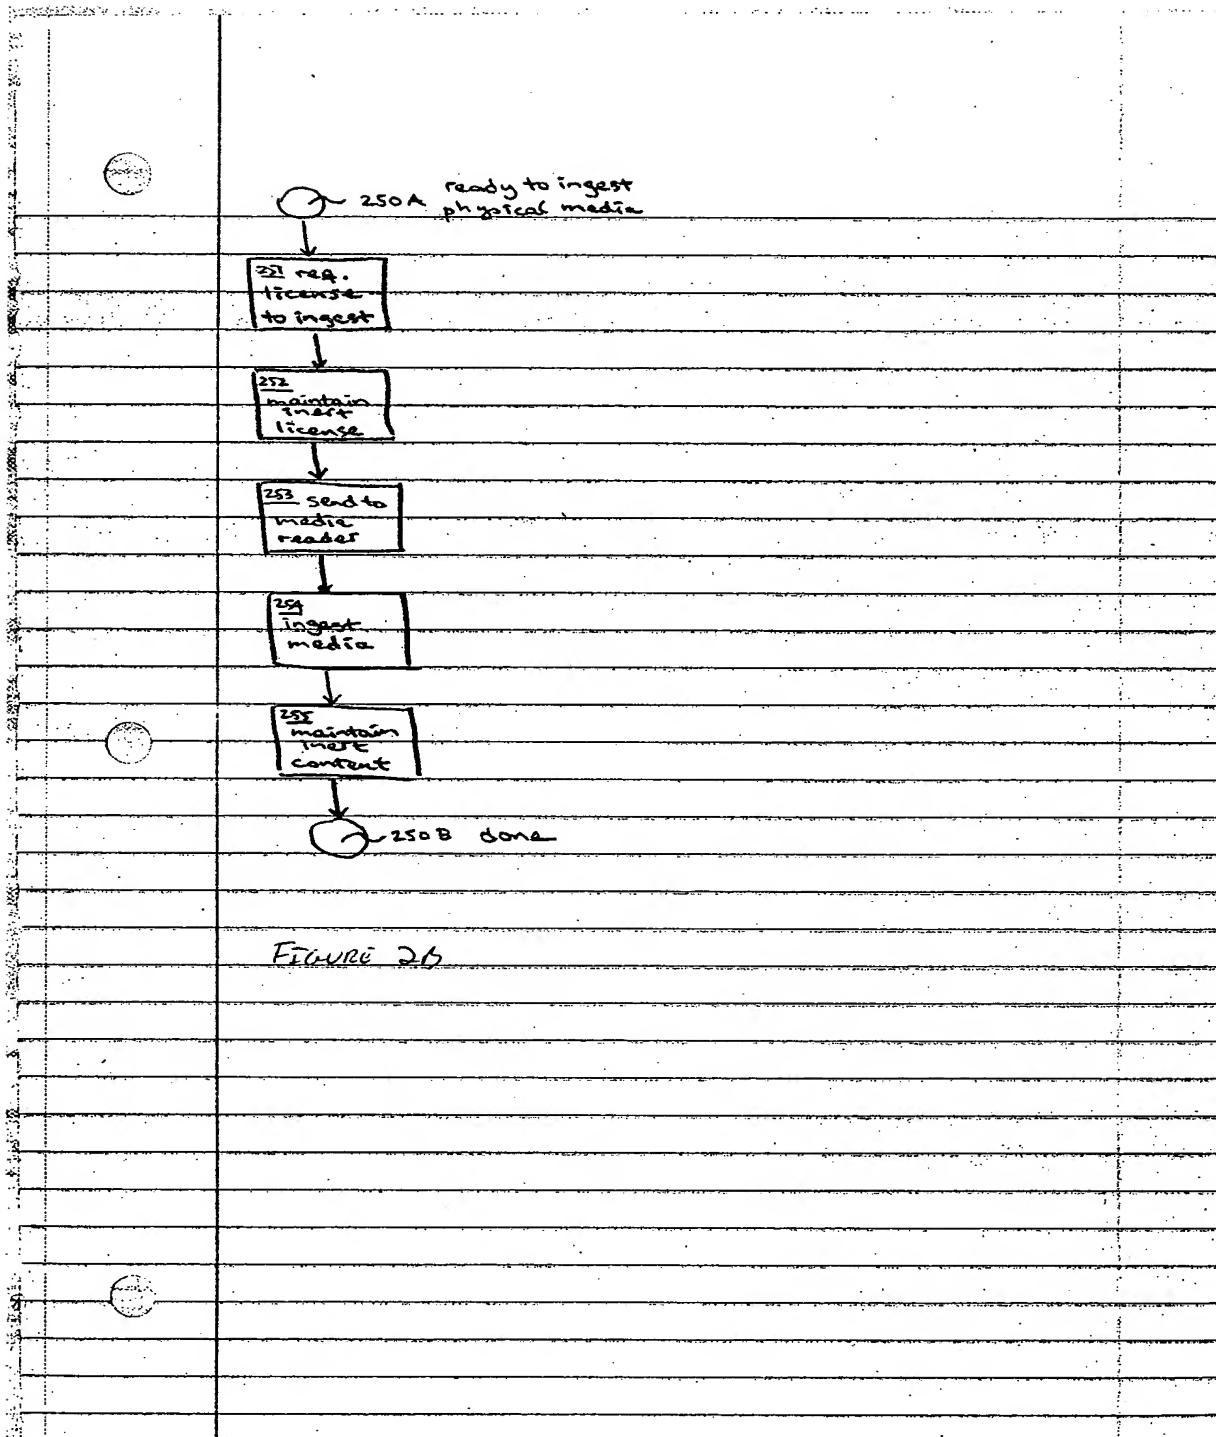 250A ready to ingest
physical media
251 req.
license
to ingest
252
maintain
inert
license
253 send to
media
reader
254
ingest
media
255
maintain
inert
content
250B done
FIGURE 2B